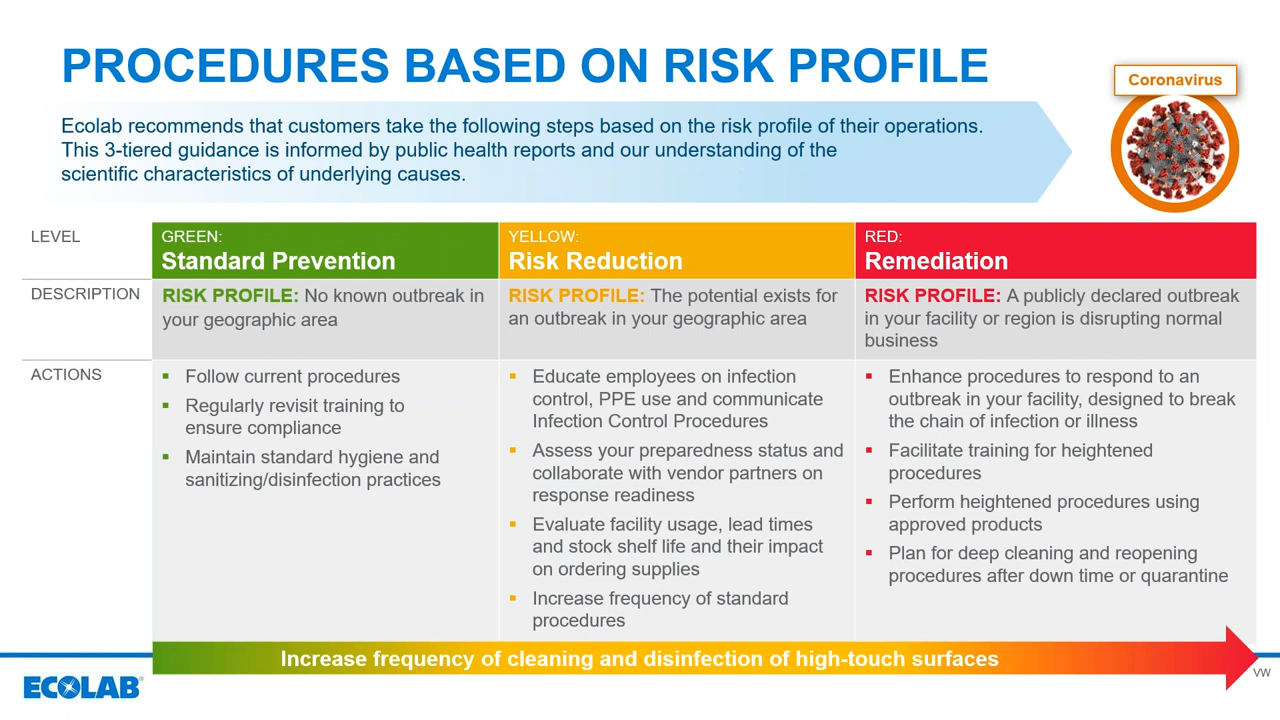 PROCEDURES BASED ON RISK PROFILE
Coronavirus
Ecolab recommends that customers take the following steps based on the risk profile of their operations.
This 3-tiered guidance is informed by public health reports and our understanding of the
scientific characteristics of underlying causes.
LEVEL
GREEN:
Standard Prevention
YELLOW:
Risk Reduction
RED:
Remediation
DESCRIPTION
RISK PROFILE: No known outbreak in
your geographic area
RISK PROFILE: The potential exists for
an outbreak in your geographic area
RISK PROFILE: A publicly declared outbreak
in your facility or region is disrupting normal
business
ACTIONS
▪ Follow current procedures
▪ Regularly revisit training to
ensure compliance
▪ Maintain standard hygiene and
sanitizing/disinfection practices
▪ Educate employees on infection
control, PPE use and communicate
Infection Control Procedures
▪ Assess your preparedness status and
collaborate with vendor partners on
response readiness
▪ Evaluate facility usage, lead times
and stock shelf life and their impact
on ordering supplies
▪ Increase frequency of standard
procedures
▪ Enhance procedures to respond to an
outbreak in your facility, designed to break
the chain of infection or illness
▪ Facilitate training for heightened
procedures
▪ Perform heightened procedures using
approved products
▪ Plan for deep cleaning and reopening
procedures after down time or quarantine
Increase frequency of cleaning and disinfection of high-touch surfaces
ECOLAB®
VW